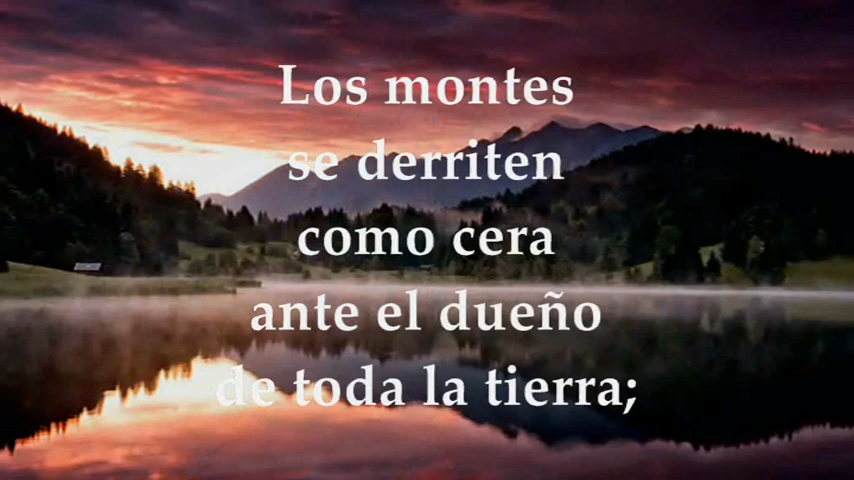 Los montes
se derriten
como cera
ante el dueño
de toda la tierra;